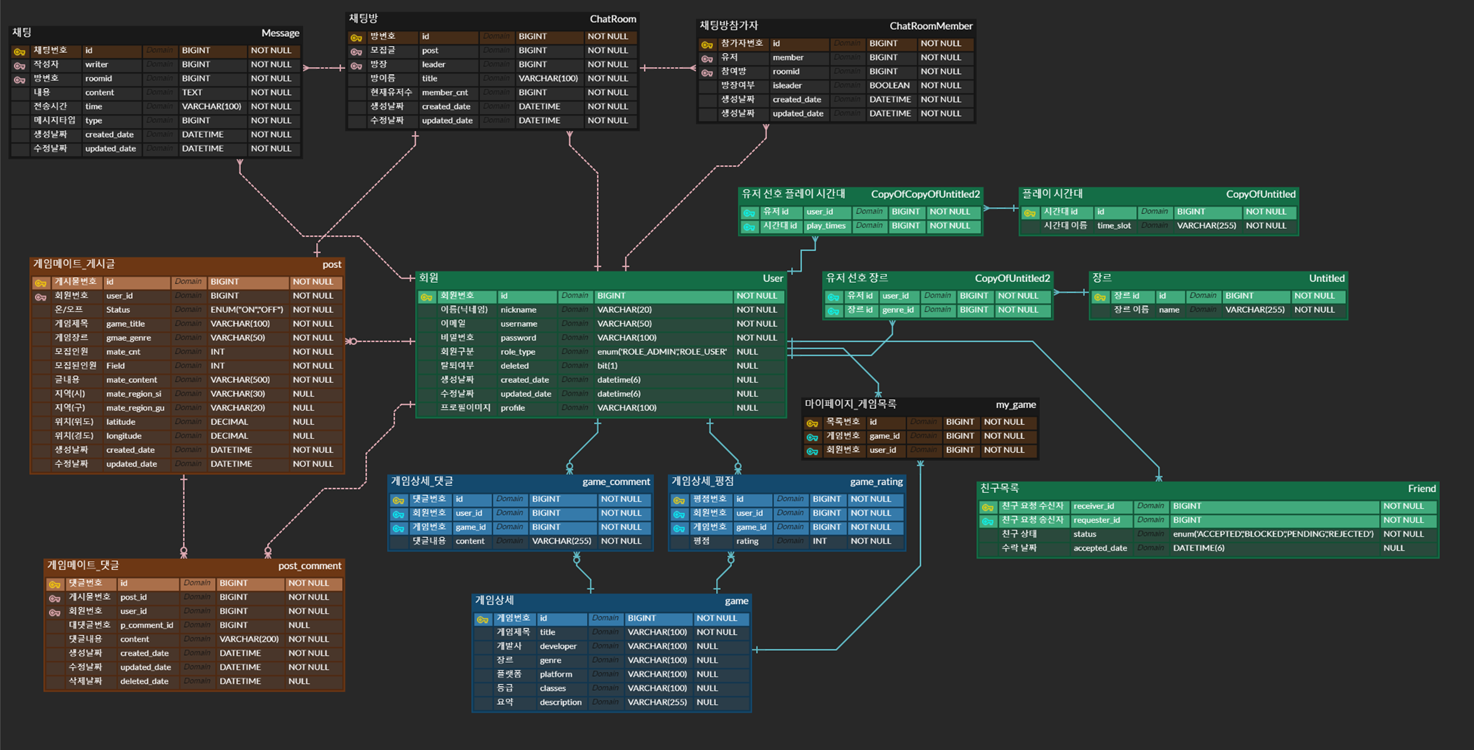 채팅 Message
채팅번호 id Domain BIGINT NOT NULL
작성자 writer Domain BIGINT NOT NULL
방번호 roomid Domain BIGINT NOT NULL
내용 content Domain TEXT NOT NULL
전송시간 time Domain VARCHAR(100) NOT NULL
메시지타입 type Domain BIGINT NOT NULL
생성날짜 created_date Domain DATETIME NOT NULL
수정날짜 updated_date Domain DATETIME NOT NULL
채팅방 ChatRoom
방번호 id Domain BIGINT NOT NULL
모집글 post Domain BIGINT NOT NULL
방장 leader Domain BIGINT NOT NULL
방이름 title Domain VARCHAR(100) NOT NULL
현재유저수 member_cnt Domain BIGINT NOT NULL
생성날짜 created_date Domain DATETIME NOT NULL
수정날짜 updated_date Domain DATETIME NOT NULL
채팅방참가자 ChatRoomMember
참가자번호 id Domain BIGINT NOT NULL
유저 member Domain BIGINT NOT NULL
참여방 roomid Domain BIGINT NOT NULL
방장여부 isleader Domain BOOLEAN NOT NULL
생성날짜 created_date Domain DATETIME NOT NULL
생성날짜 updated_date Domain DATETIME NOT NULL
유저 선호 플레이 시간대 CopyOfCopyOfUntitled2
유저 id user_id Domain BIGINT NOT NULL
시간대 id play_times Domain BIGINT NOT NULL
플레이 시간대 CopyOfUntitled
시간대 id id Domain BIGINT NOT NULL
시간대 이름 time_slot Domain VARCHAR(255) NOT NULL
게임메이트_게시글 post
게시물번호 id Domain BIGINT NOT NULL
회원번호 user_id Domain BIGINT NOT NULL
온/오프 Status Domain ENUM("ON","OFF") NOT NULL
게임제목 game_title Domain VARCHAR(100) NOT NULL
게임장르 gmae_genre Domain VARCHAR(50) NOT NULL
모집인원 mate_cnt Domain INT NOT NULL
모집된인원 Field Domain INT NOT NULL
글내용 mate_content Domain VARCHAR(500) NOT NULL
지역(시) mate_region_si Domain VARCHAR(30) NULL
지역(구) mate_region_gu Domain VARCHAR(20) NULL
위치(위도) latitude Domain DECIMAL NULL
위치(경도) longitude Domain DECIMAL NULL
생성날짜 created_date Domain DATETIME NOT NULL
수정날짜 updated_date Domain DATETIME NOT NULL
회원 User
회원번호 id Domain BIGINT NOT NULL
이름(닉네임) nickname Domain VARCHAR(20) NOT NULL
이메일 username Domain VARCHAR(50) NOT NULL
비밀번호 password Domain VARCHAR(100) NOT NULL
회원구분 role_type Domain enum('ROLE_ADMIN','ROLE_USER' NULL
탈퇴여부 deleted Domain bit(1) NULL
생성날짜 created_date Domain datetime(6) NULL
수정날짜 updated_date Domain datetime(6) NULL
프로필이미지 profile Domain VARCHAR(100) NULL
유저 선호 장르 CopyOfUntitled2
유저 id user_id Domain BIGINT NOT NULL
장르 id genre_id Domain BIGINT NOT NULL
장르 Untitled
장르 id id Domain BIGINT NOT NULL
장르 이름 name Domain VARCHAR(255) NOT NULL
마이페이지_게임목록 my_game
목록번호 id Domain BIGINT NOT NULL
게임번호 game_id Domain BIGINT NOT NULL
회원번호 user_id Domain BIGINT NOT NULL
게임상세_댓글 game_comment
댓글번호 id Domain BIGINT NOT NULL
회원번호 user_id Domain BIGINT NOT NULL
게임번호 game_id Domain BIGINT NOT NULL
댓글내용 content Domain VARCHAR(255) NOT NULL
게임상세_평점 game_rating
평점번호 id Domain BIGINT NOT NULL
회원번호 user_id Domain BIGINT NOT NULL
게임번호 game_id Domain BIGINT NOT NULL
평점 rating Domain INT NOT NULL
친구목록 Friend
친구 요청 수신자 receiver_id Domain BIGINT NOT NULL
친구 요청 송신자 requester_id Domain BIGINT NOT NULL
친구 상태 status Domain enum('ACCEPTED','BLOCKED','PENDING','REJECTED') NOT NULL
수락 날짜 accepted_date Domain DATETIME(6) NULL
게임메이트_댓글 post_comment
댓글번호 id Domain BIGINT NOT NULL
게시물번호 post_id Domain BIGINT NOT NULL
회원번호 user_id Domain BIGINT NOT NULL
대댓글번호 p_comment_id Domain BIGINT NULL
댓글내용 content Domain VARCHAR(200) NOT NULL
생성날짜 created_date Domain DATETIME NOT NULL
수정날짜 updated_date Domain DATETIME NOT NULL
삭제날짜 deleted_date Domain DATETIME NULL
게임상세 game
게임번호 id Domain BIGINT NOT NULL
게임제목 title Domain VARCHAR(100) NOT NULL
개발사 developer Domain VARCHAR(100) NULL
장르 genre Domain VARCHAR(100) NULL
플랫폼 platform Domain VARCHAR(100) NULL
등급 classes Domain VARCHAR(100) NULL
요약 description Domain VARCHAR(255) NULL